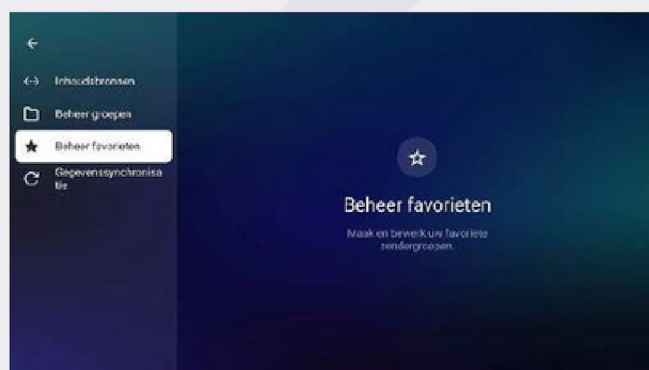 Inhoudsbronnen
Beheer groepen
Beheer favorieten
Gegevenssynchronisa
tie
Beheer favorieten
Maak en bewerk uw favoriete
zendergroepen.